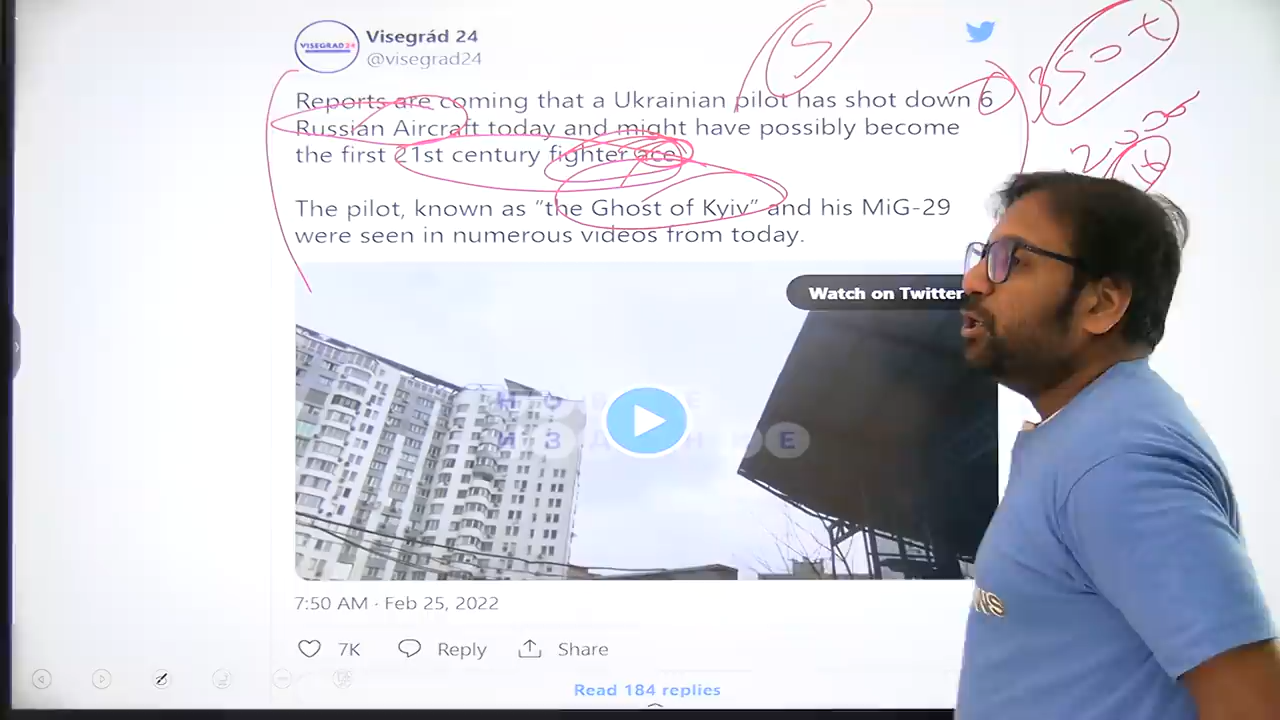 VISEGRAD24
Visegrád 24
@visegrad24
Reports are coming that a Ukrainian pilot has shot down 6
Russian Aircraft today and might have possibly become
the first 21st century fighter ace.
The pilot, known as “the Ghost of Kyiv” and his MiG-29
were seen in numerous videos from today.
Watch on Twitter
7:50 AM · Feb 25, 2022
7K
Reply
Share
Read 184 replies
5